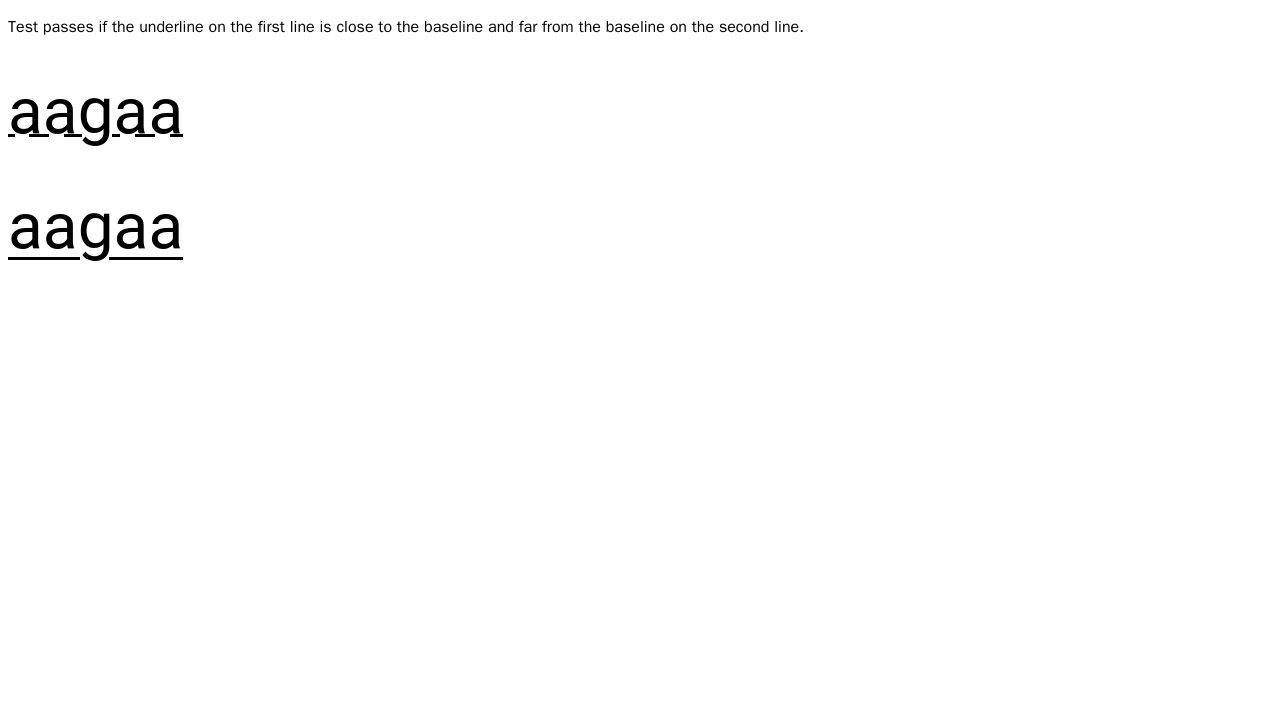 Test passes if the underline on the first line is close to the baseline and far from the baseline on the second line.
aagaa
aagaa